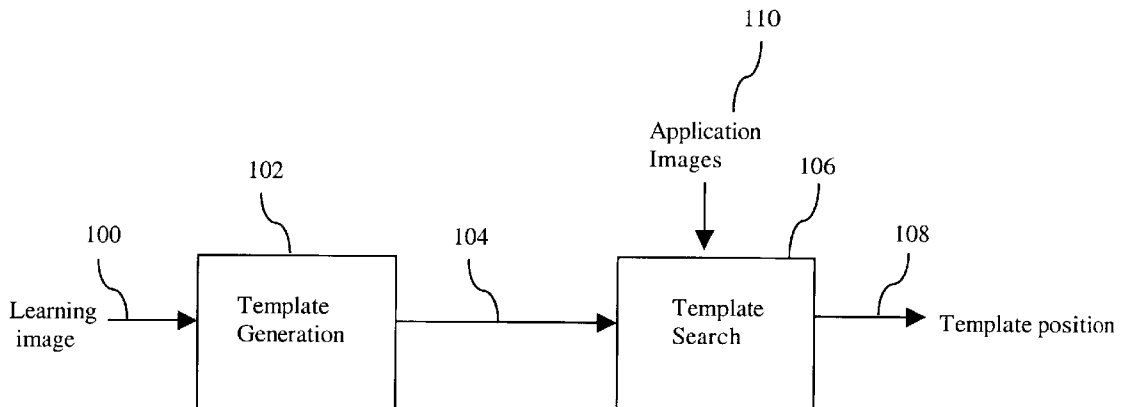 110
Application
Images
102
106
100
104
108
Learning
image
Template
Generation
Template
Search
Template position